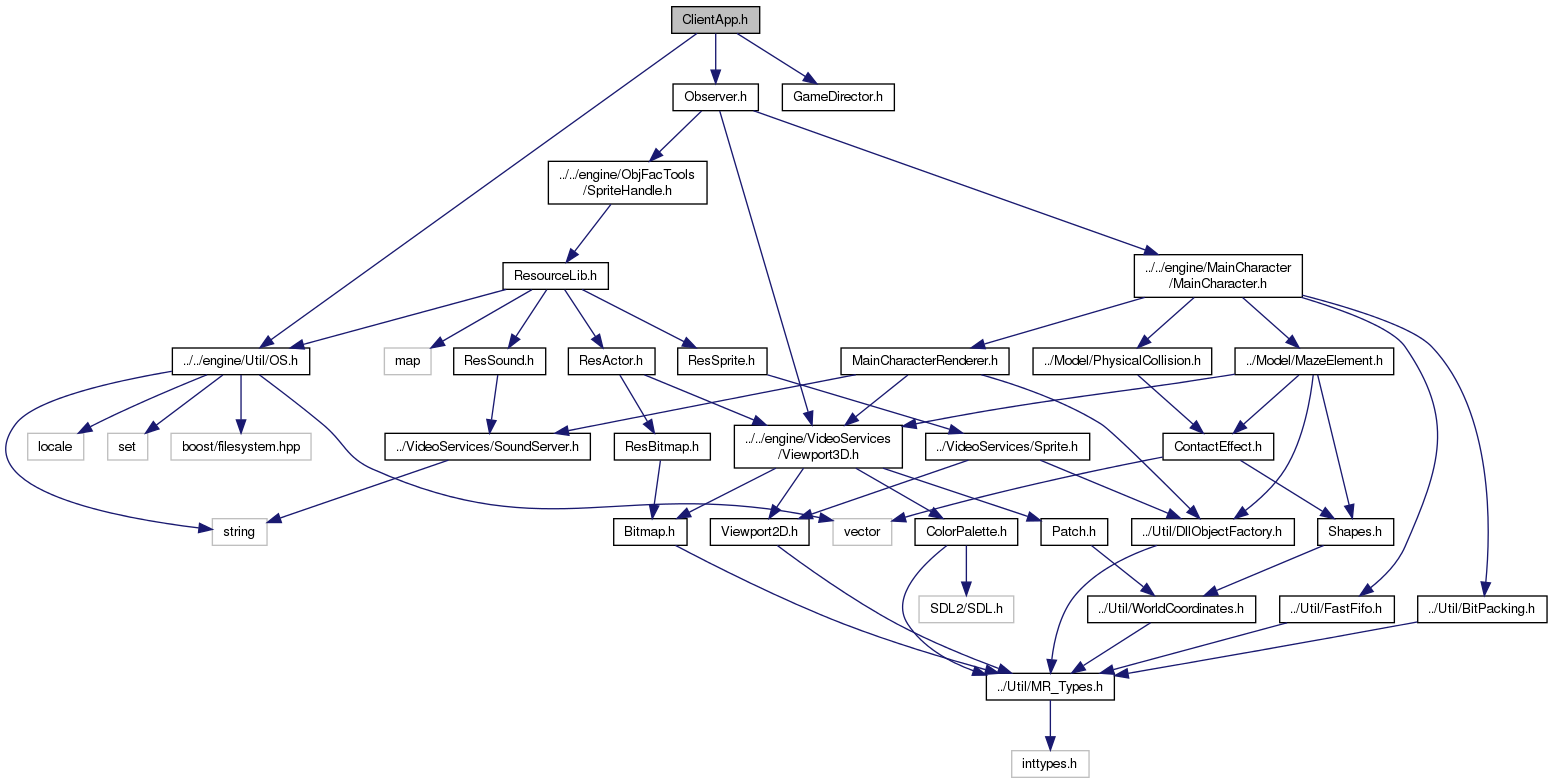 ClientApp.h
Observer.h
GameDirector.h
../../engine/ObjFacTools
/SpriteHandle.h
ResourceLib.h
../../engine/MainCharacter
/MainCharacter.h
../../engine/Util/OS.h
map
ResSound.h
ResActor.h
ResSprite.h
MainCharacterRenderer.h
../Model/PhysicalCollision.h
../Model/MazeElement.h
locale
set
boost/filesystem.hpp
../VideoServices/SoundServer.h
ResBitmap.h
../../engine/VideoServices
/Viewport3D.h
../VideoServices/Sprite.h
ContactEffect.h
string
Bitmap.h
Viewport2D.h
vector
ColorPalette.h
Patch.h
../Util/DllObjectFactory.h
Shapes.h
SDL2/SDL.h
../Util/WorldCoordinates.h
../Util/FastFifo.h
../Util/BitPacking.h
../Util/MR_Types.h
inttypes.h